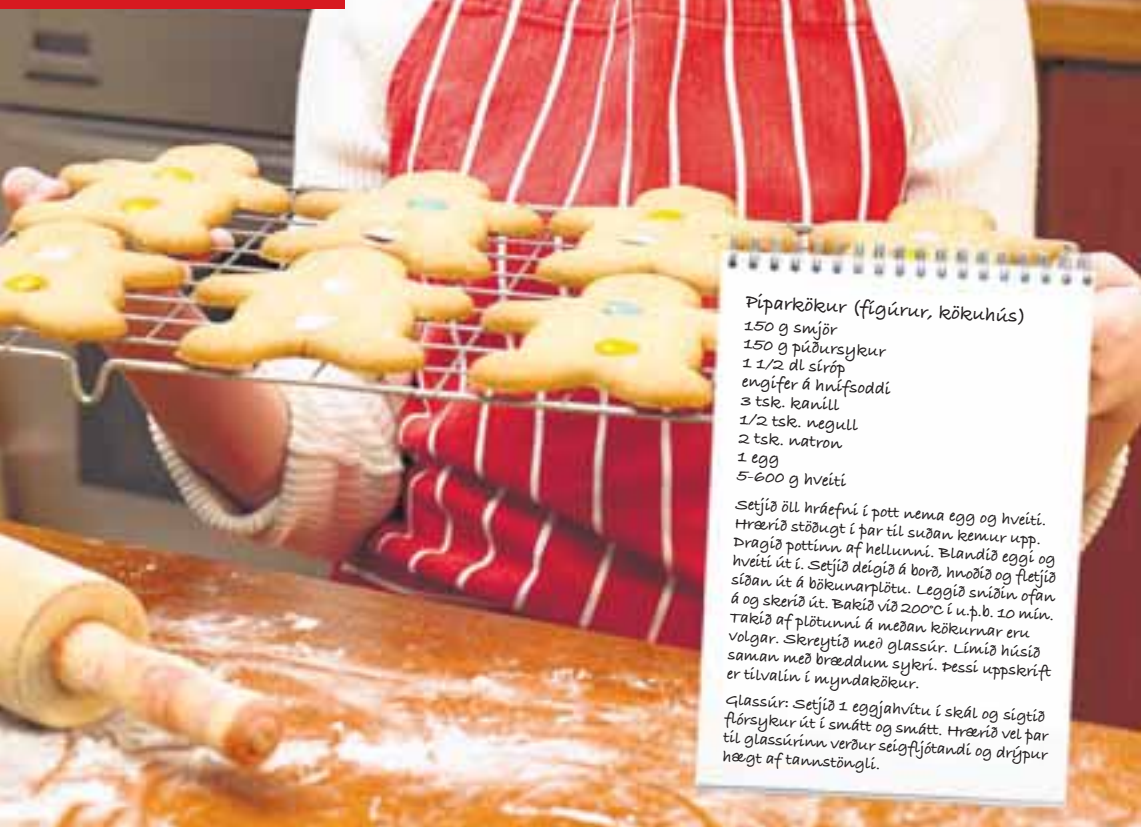 Piparkökur (fígúrur, kökuhús)
150 g smjör
150 g púðursykur
1 1/2 dl síróp
engifer á hnífsoddi
3 tsk. kanill
1/2 tsk. negull
2 tsk. natron
1 egg
5-600 g hveiti
Setjið öll hráefni í pott nema egg og hveiti.
Hrærið stöðugt í þar til suðan kemur upp.
Dragið pottinn af hellunni. Blandið eggi og
hveiti út í. Setjið deigið á borð, hnoðið og fletjið
síðan út á bökunarplötu. Leggið sniðin ofan
á og skerið út. Bakið við 200°C í u.þ.b. 10 mín.
Takið af plötunni á meðan kökurnar eru
volgar. Skreytið með glassúr. Límið húsið
saman með bræddum sykri. Þessi uppskrift
er tilvalin í myndakökur.
Glassúr: Setjið 1 eggjahvítu í skál og sigtið
flórsykur út í smátt og smátt. Hrærið vel þar
til glassúrinn verður seigfljótandi og drýpur
hægt af tannstöngli.